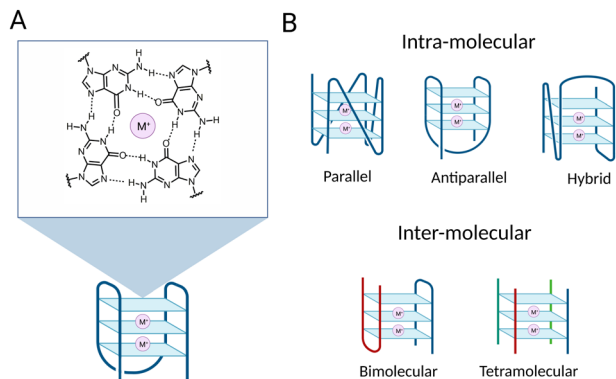 A
B
Intra-molecular
H
N
H
N
N
N
N
H
N
O
N
N
N
O
N
H
H
N
H
M⁺
H
N
H
N
H
N
O
N
N
H
O
N
N
N
H
N
N
H
M⁺
M⁺
M⁺
M⁺
M⁺
M⁺
Parallel
Antiparallel
Hybrid
Inter-molecular
M⁺
M⁺
M⁺
M⁺
M⁺
M⁺
Bimolecular
Tetramolecular